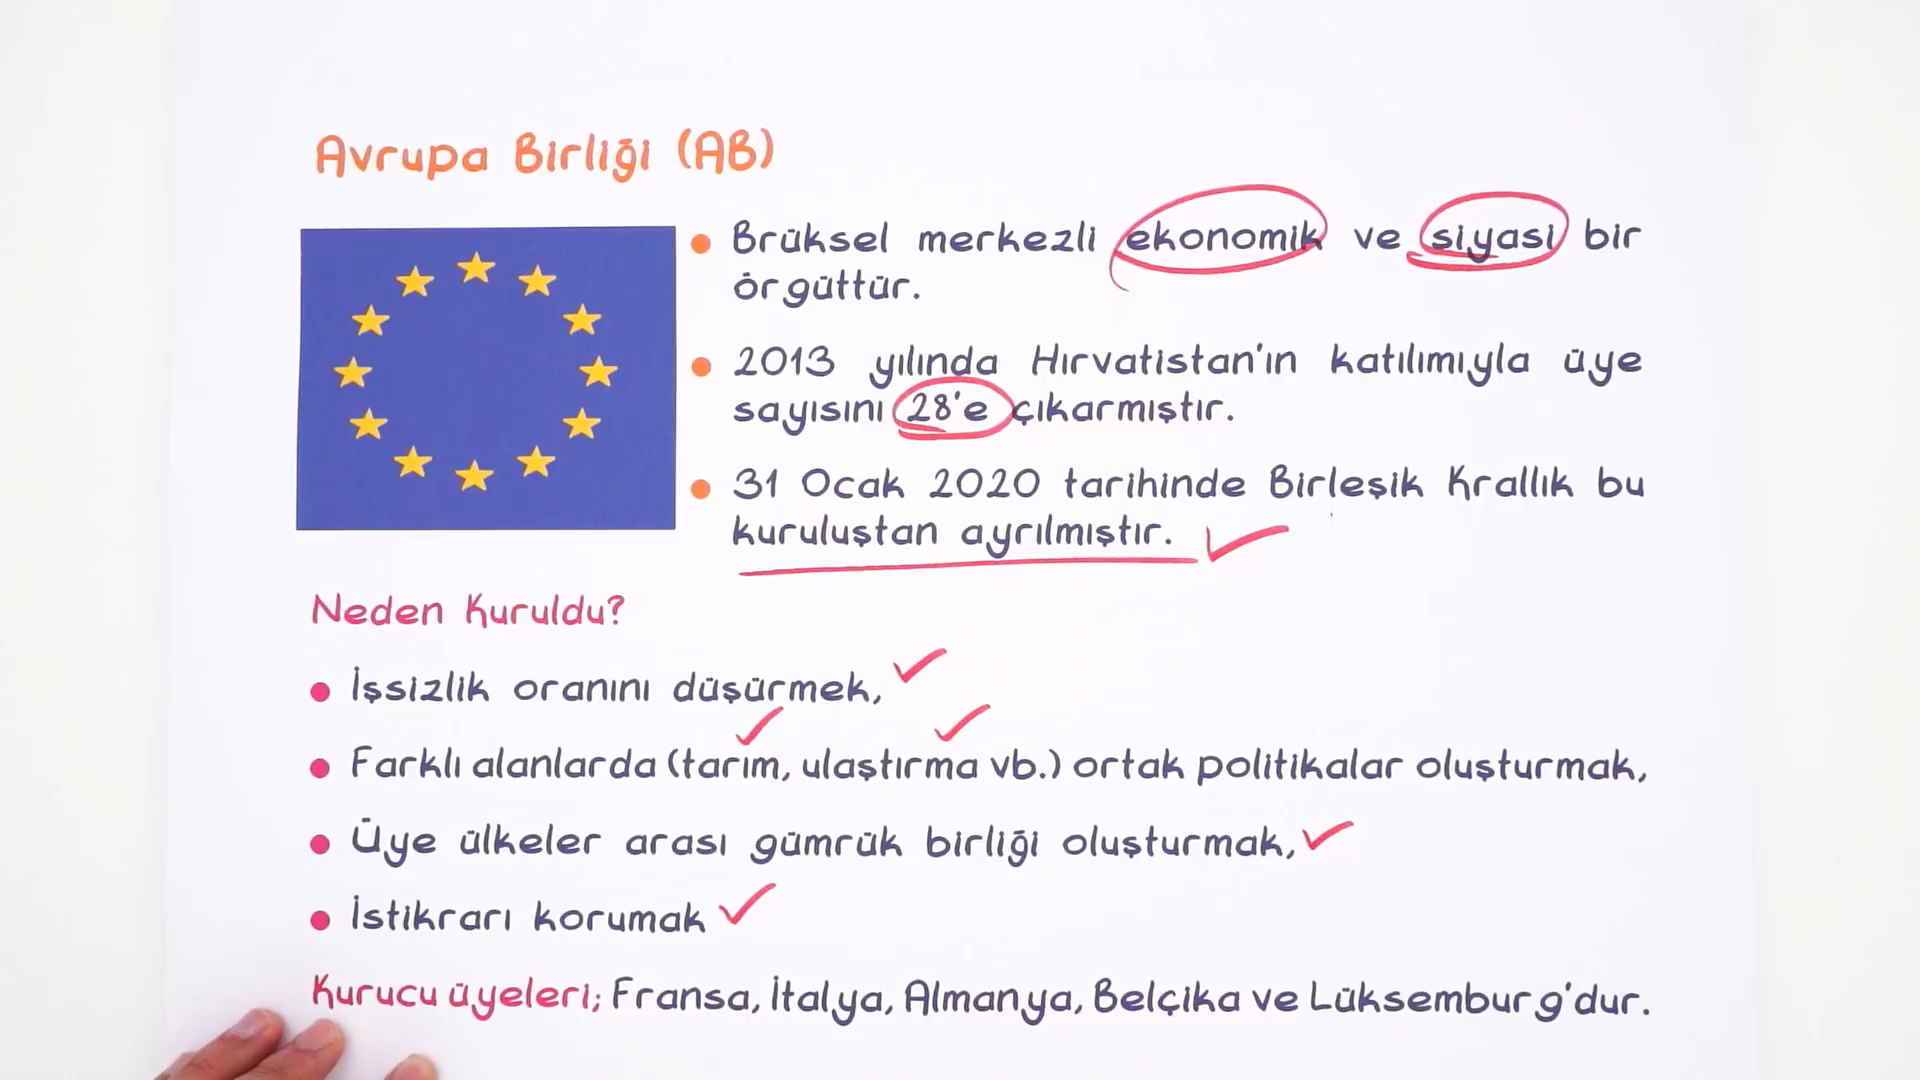 Avrupa Birliği (AB)
Brüksel merkezli ekonomik ve siyasi bir
örgüttür.
2013 yılında Hırvatistan'ın katılımıyla üye
sayısını 28'e çıkarmıştır.
31 Ocak 2020 tarihinde Birleşik Krallık bu
kuruluştan ayrılmıştır.
Neden Kuruldu?
İşsizlik oranını düşürmek,
Farklı alanlarda (tarım, ulaştırma vb.) ortak politikalar oluşturmak,
Üye ülkeler arası gümrük birliği oluşturmak,
İstikrarı korumak
Kurucu üyeleri; Fransa, İtalya, Almanya, Belçika ve Lüksemburg'dur.